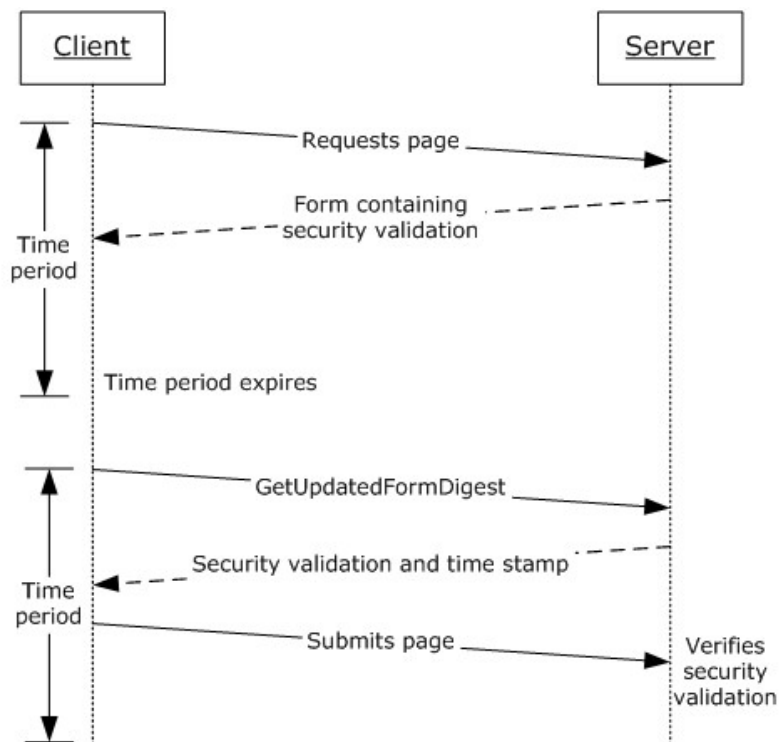 Client
Server
Requests page
Form containing
security validation
Time
period
Time period expires
GetUpdatedFormDigest
Security validation and time stamp
Time
period
Submits page
Verifies
security
validation